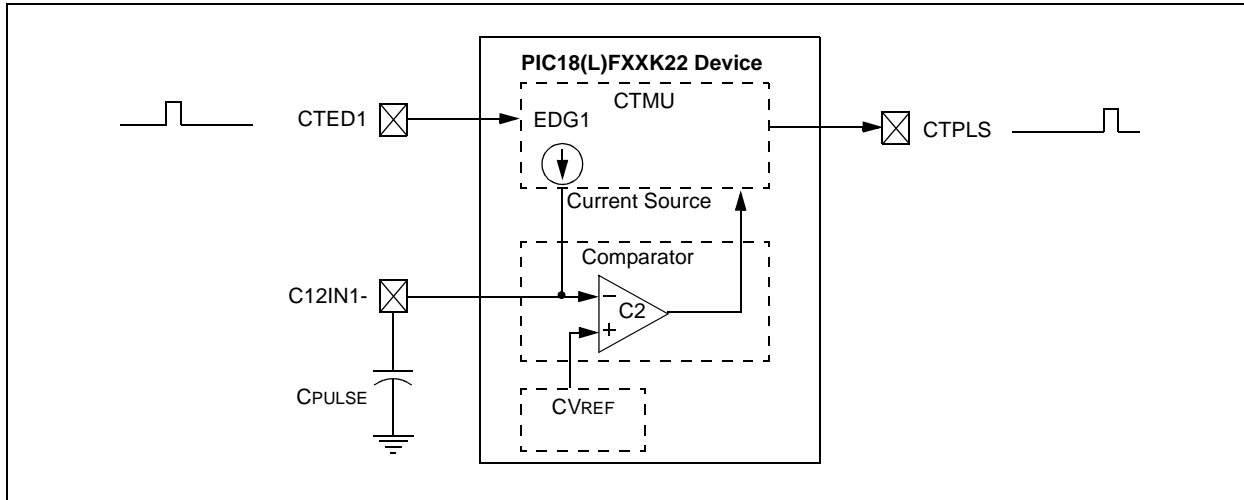 PIC18(L)FXXK22 Device
CTMU
CTED1
EDG1
CTPLS
Current Source
Comparator
C12IN1-
−
C2
+
CPULSE
CVREF